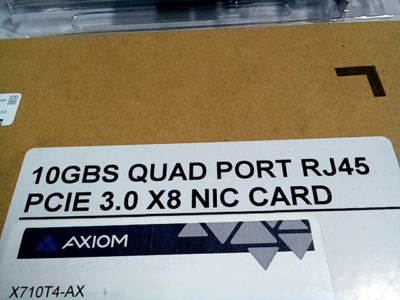 10GBS QUAD PORT RJ45
PCIE 3.0 X8 NIC CARD
AXIOM
X710T4-AX